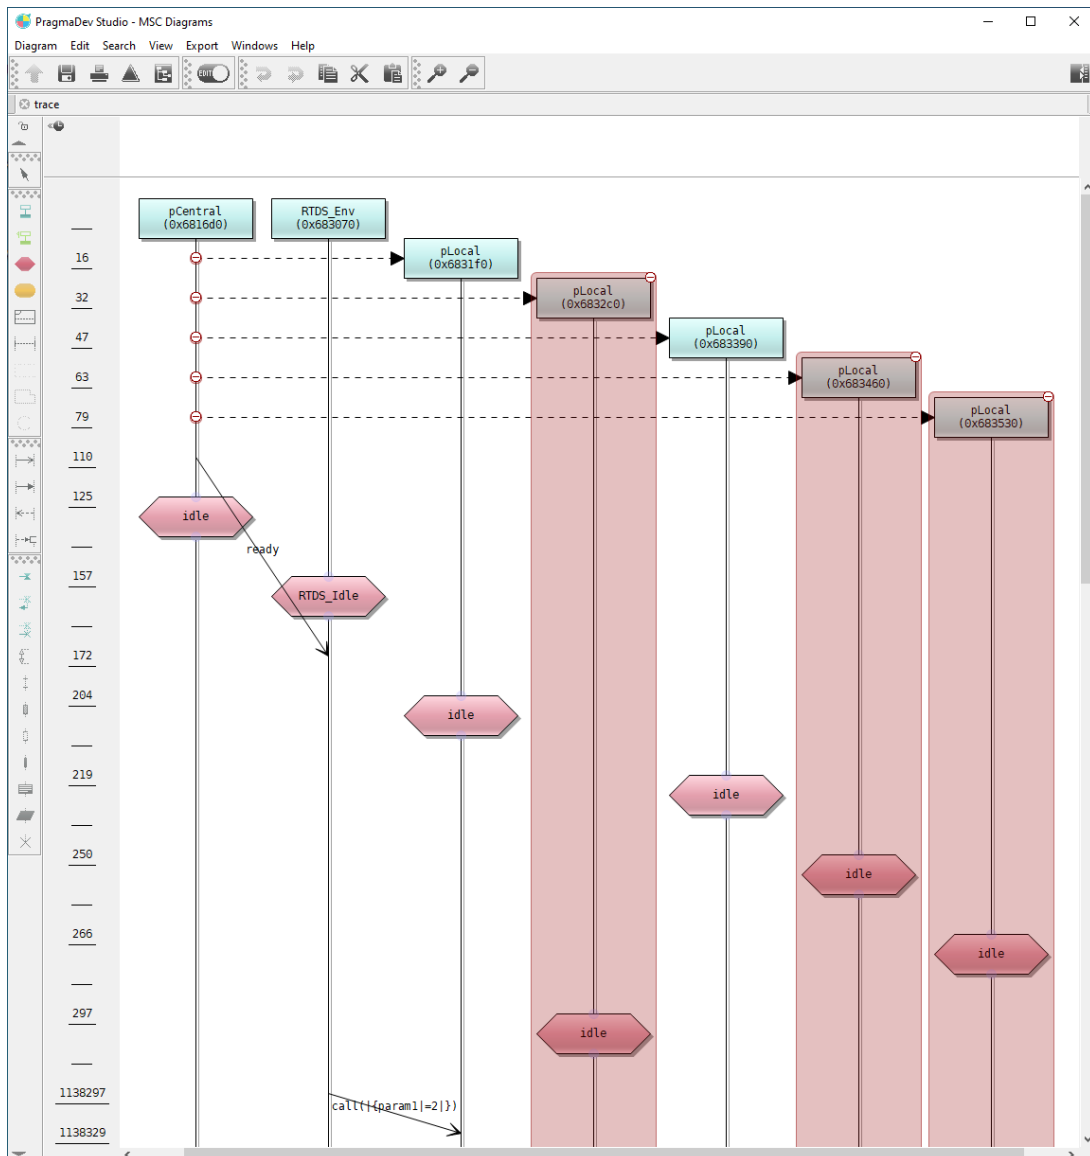 PragmaDev Studio - MSC Diagrams
Diagram Edit Search View Export Windows Help
EDIT
trace
pCentral
(0x6816d0)
RTDS_Env
(0x683070)
16
pLocal
(0x6831f0)
32
pLocal
(0x6832c0)
47
pLocal
(0x683390)
63
pLocal
(0x683460)
79
pLocal
(0x683530)
110
125
idle
ready
157
RTDS_Idle
172
204
idle
219
idle
250
idle
266
idle
297
idle
1138297
call(|{param1|=2|})
1138329